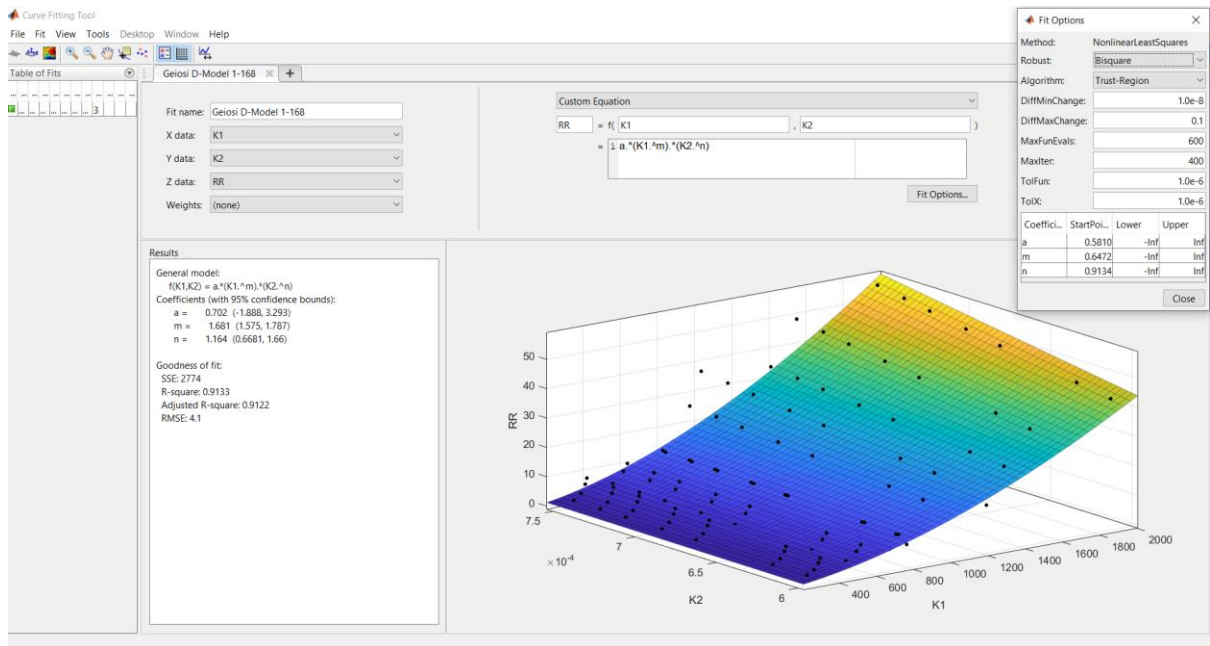 Curve Fitting Tool
File Fit View Tools Desktop Window Help
Table of Fits
Geiosi D-Model 1-168
3
Fit name: Geiosi D-Model 1-168
X data: K1
Y data: K2
Z data: RR
Weights: (none)
Custom Equation
RR = f( K1 , K2 )
= 1 a.*(K1.^m).*(K2.^n)
Fit Options...
Fit Options
Method: NonlinearLeastSquares
Robust: Bisquare
Algorithm: Trust-Region
DiffMinChange: 1.0e-8
DiffMaxChange: 0.1
MaxFunEvals: 600
MaxIter: 400
TolFun: 1.0e-6
TolX: 1.0e-6
Coeffici... StartPoi... Lower Upper
a 0.5810 -Inf Inf
m 0.6472 -Inf Inf
n 0.9134 -Inf Inf
Close
Results
General model:
f(K1,K2) = a.*(K1.^m).*(K2.^n)
Coefficients (with 95% confidence bounds):
a = 0.702 (-1.888, 3.293)
m = 1.681 (1.575, 1.787)
n = 1.164 (0.6681, 1.66)
Goodness of fit:
SSE: 2774
R-square: 0.9133
Adjusted R-square: 0.9122
RMSE: 4.1
50
40
30
20
10
0
RR
7.5
7
6.5
6
×10-4
K2
400
600
800
1000
1200
1400
1600
1800
2000
K1